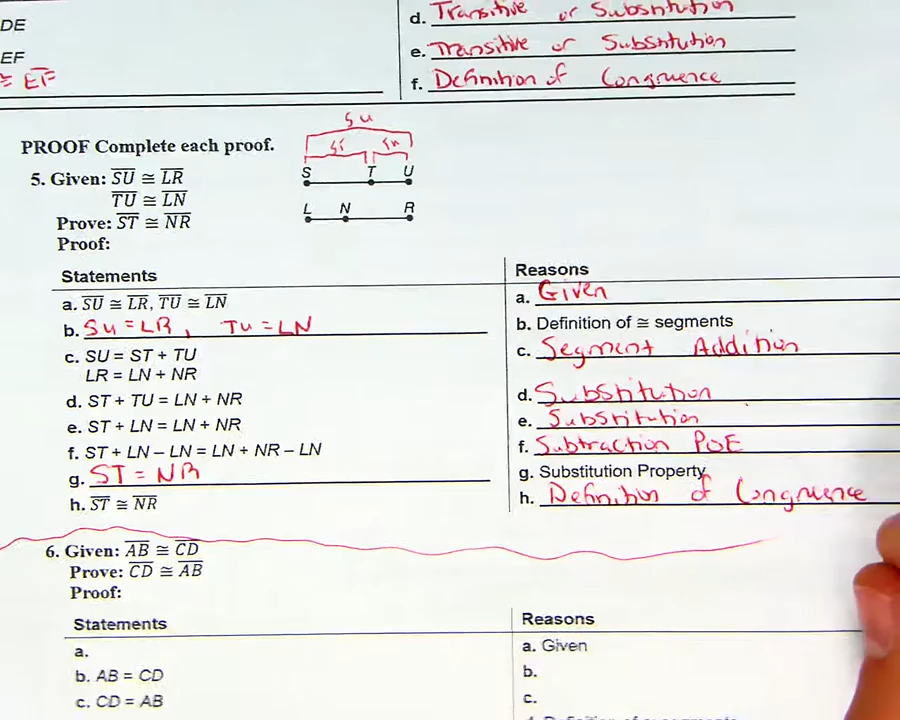 DE
EF
≅ EF
d. Transitive or Substitution
e. Transitive or Substitution
f. Definition of Congruence
PROOF Complete each proof.
SU
ST TU
S T U
L N R
5. Given: SU ≅ LR
TU ≅ LN
Prove: ST ≅ NR
Proof:
Statements
Reasons
a. SU ≅ LR, TU ≅ LN
a. Given
b. SU = LR, TU = LN
b. Definition of ≅ segments
c. SU = ST + TU
LR = LN + NR
c. Segment Addition
d. ST + TU = LN + NR
d. Substitution
e. ST + LN = LN + NR
e. Substitution
f. ST + LN – LN = LN + NR – LN
f. Subtraction PoE
g. ST = NR
g. Substitution Property
h. ST ≅ NR
h. Definition of Congruence
6. Given: AB ≅ CD
Prove: CD ≅ AB
Proof:
Statements
Reasons
a.
a. Given
b. AB = CD
b.
c. CD = AB
c.